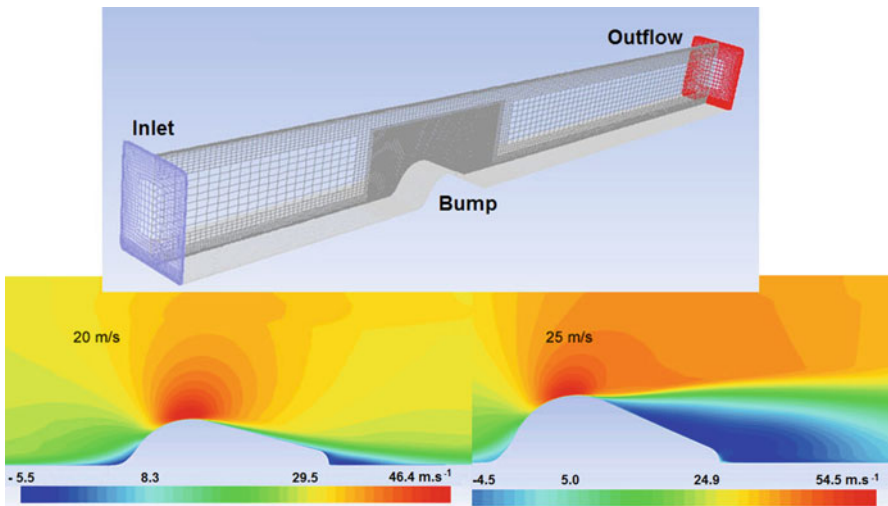 Outflow
Inlet
Bump
20 m/s
25 m/s
- 5.5 8.3 29.5 46.4 m.s-1
-4.5 5.0 24.9 54.5 m.s-1